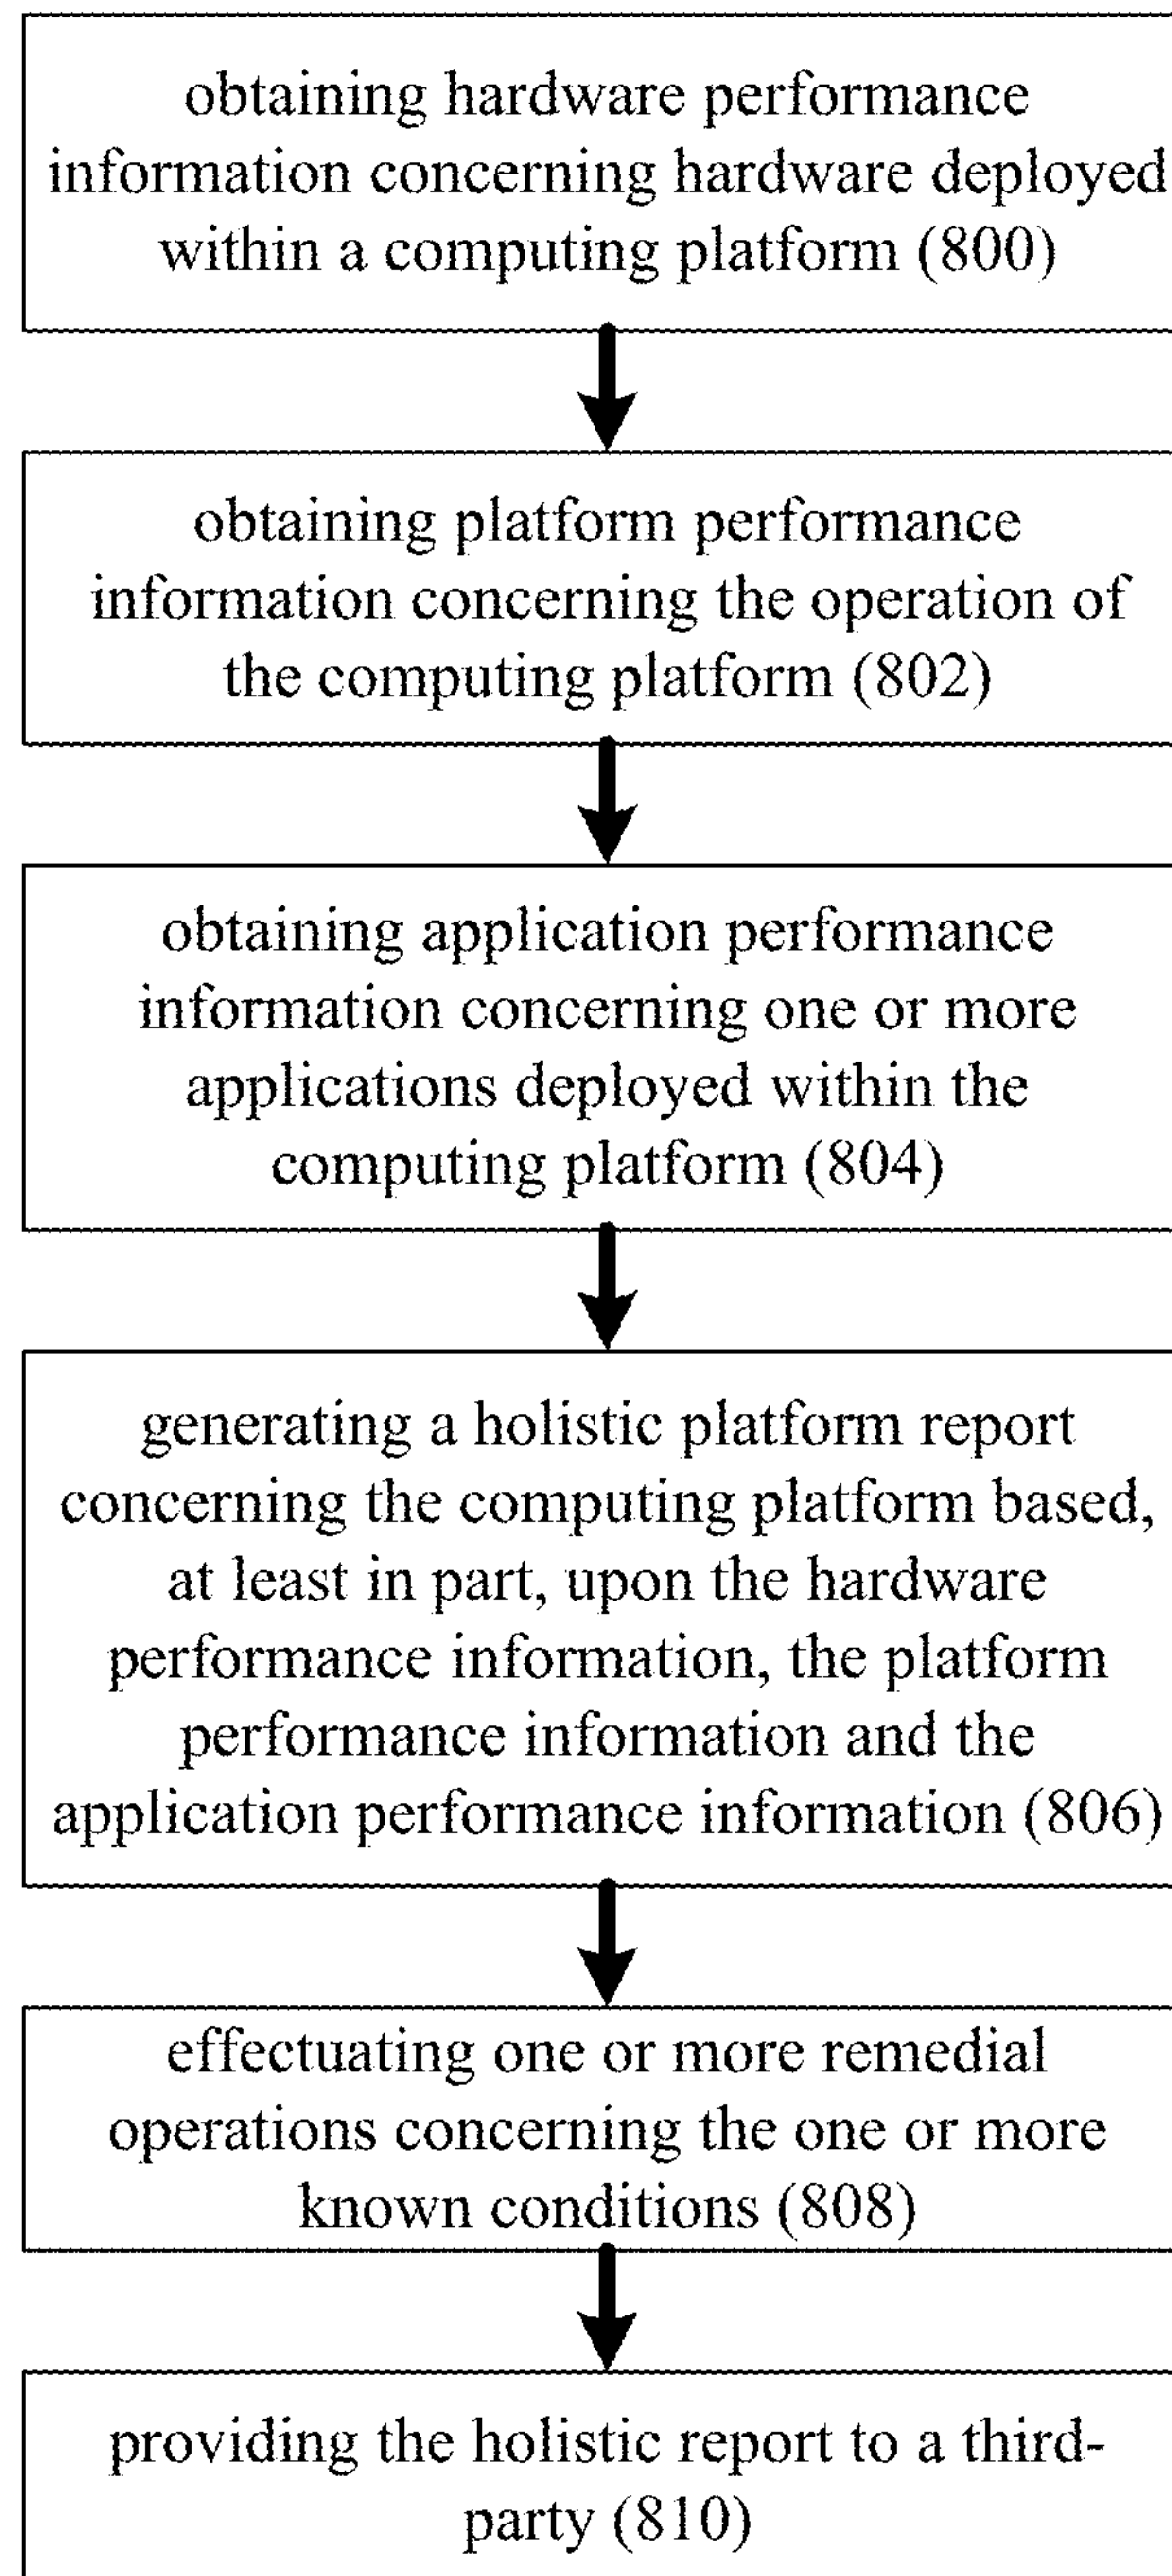 obtaining hardware performance
information concerning hardware deployed
within a computing platform (800)
obtaining platform performance
information concerning the operation of
the computing platform (802)
obtaining application performance
information concerning one or more
applications deployed within the
computing platform (804)
generating a holistic platform report
concerning the computing platform based,
at least in part, upon the hardware
performance information, the platform
performance information and the
application performance information (806)
effectuating one or more remedial
operations concerning the one or more
known conditions (808)
providing the holistic report to a third-
party (810)